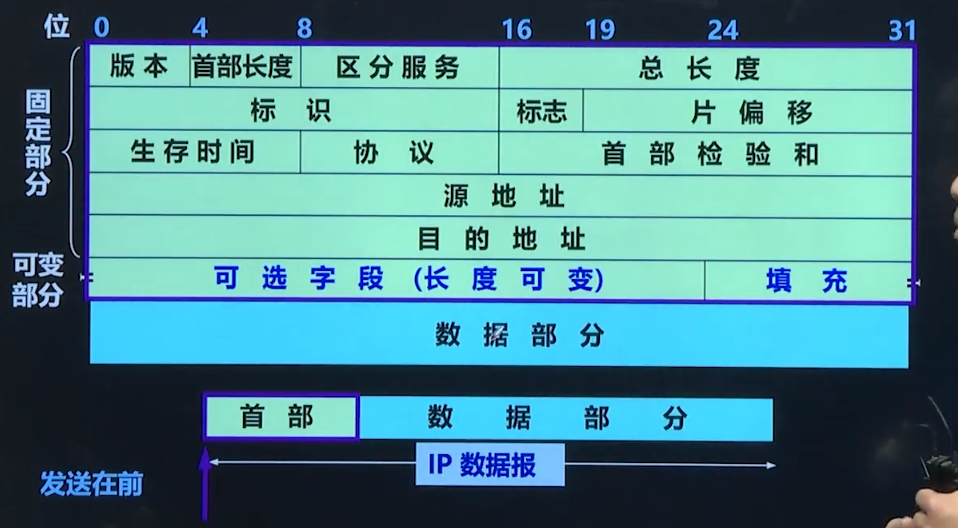 位 0 4 8 16 19 24 31
版本 首部长度 区分服务 总长度
标识 标志 片偏移
生存时间 协议 首部检验和
源地址
目的地址
可选字段 (长度可变) 填充
数据部分
固定部分
可变部分
首部 数据部分
IP 数据报
发送在前